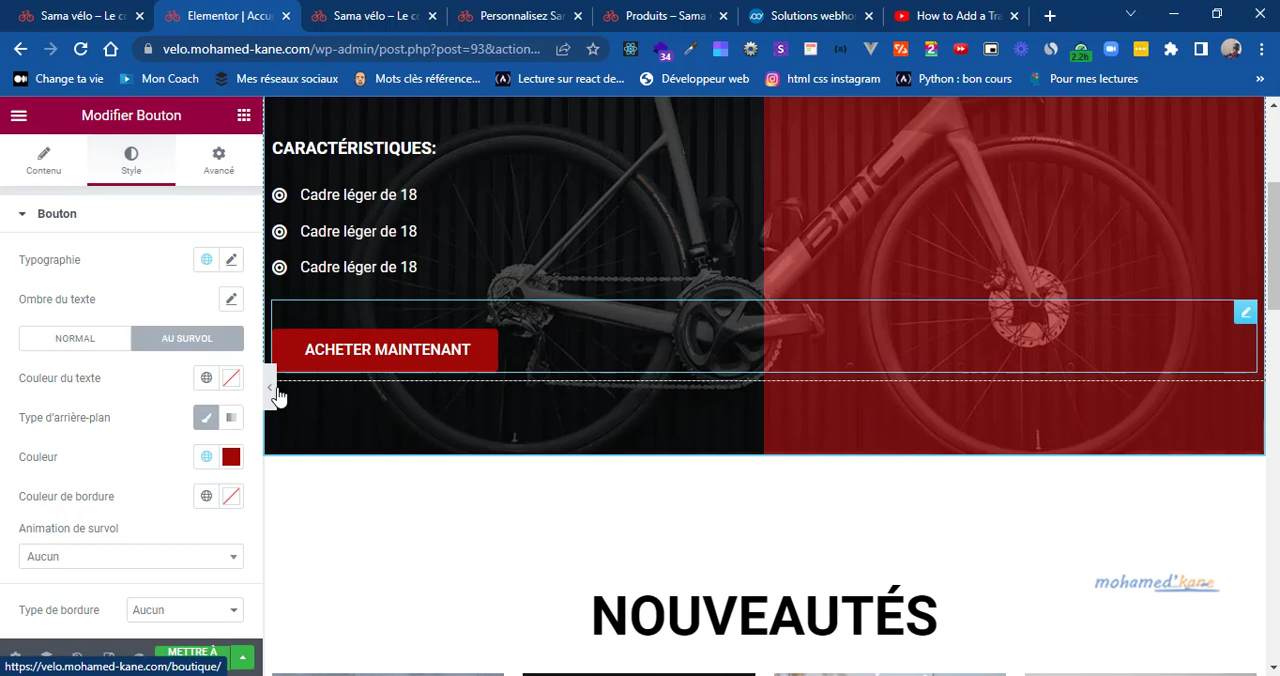 Sama vélo – Le c
Elementor | Accu
Sama vélo – Le c
Personnalisez Sa
Produits – Sama
Solutions webho
How to Add a Tra
velo.mohamed-kane.com/wp-admin/post.php?post=93&action...
34
2.2h
Change ta vie
Mon Coach
Mes réseaux sociaux
Mots clés référence...
Lecture sur react de...
Développeur web
html css instagram
Python : bon cours
Pour mes lectures
»
Modifier Bouton
Contenu
Style
Avancé
Bouton
Typographie
Ombre du texte
NORMAL
AU SURVOL
Couleur du texte
Type d'arrière-plan
Couleur
Couleur de bordure
Animation de survol
Aucun
Type de bordure
Aucun
METTRE À
https://velo.mohamed-kane.com/boutique/
CARACTÉRISTIQUES:
Cadre léger de 18
Cadre léger de 18
Cadre léger de 18
ACHETER MAINTENANT
BMC
mohamed'kane
NOUVEAUTÉS